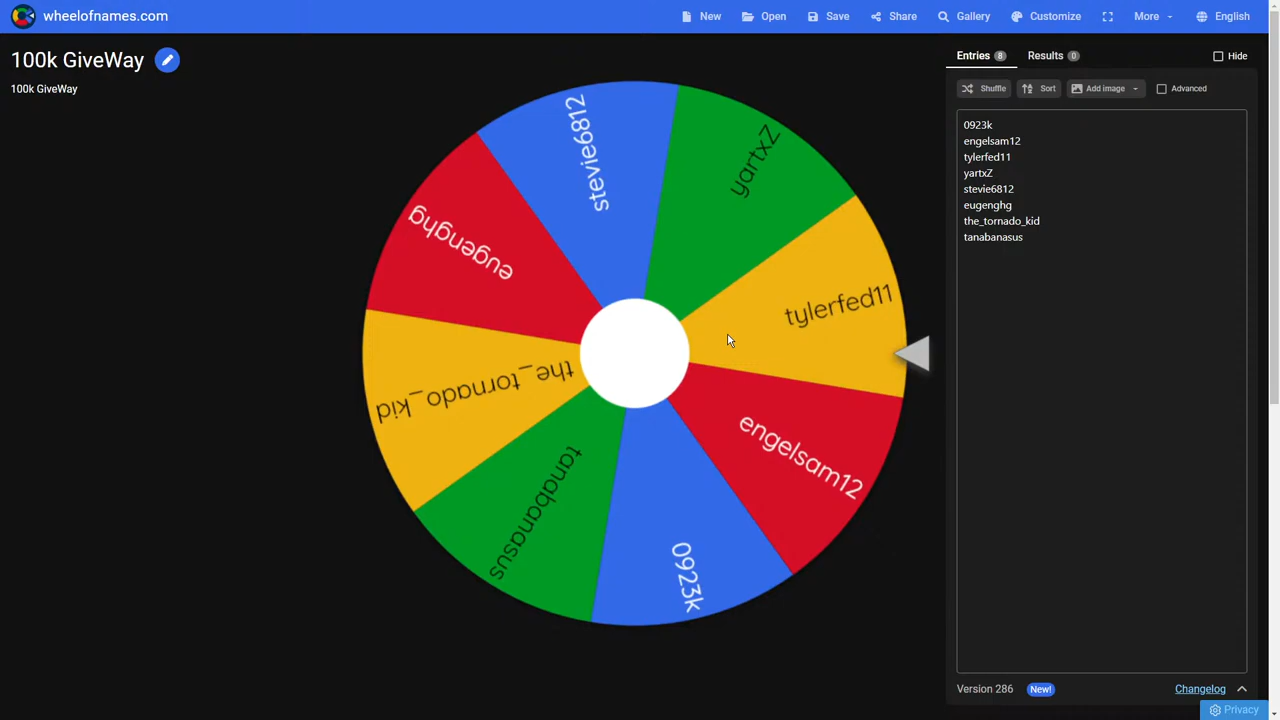 wheelofnames.com
New
Open
Save
Share
Gallery
Customize
More
English
100k GiveWay
100k GiveWay
Entries 8
Results 0
Hide
Shuffle
Sort
Add image
Advanced
0923k
engelsam12
tylerfed11
yartxZ
stevie6812
eugenghg
the_tornado_kid
tanabanasus
stevie6812
yartxZ
tylerfed11
engelsam12
0923k
tanabanasus
the_tornado_kid
eugenghg
Version 286
New!
Changelog
Privacy